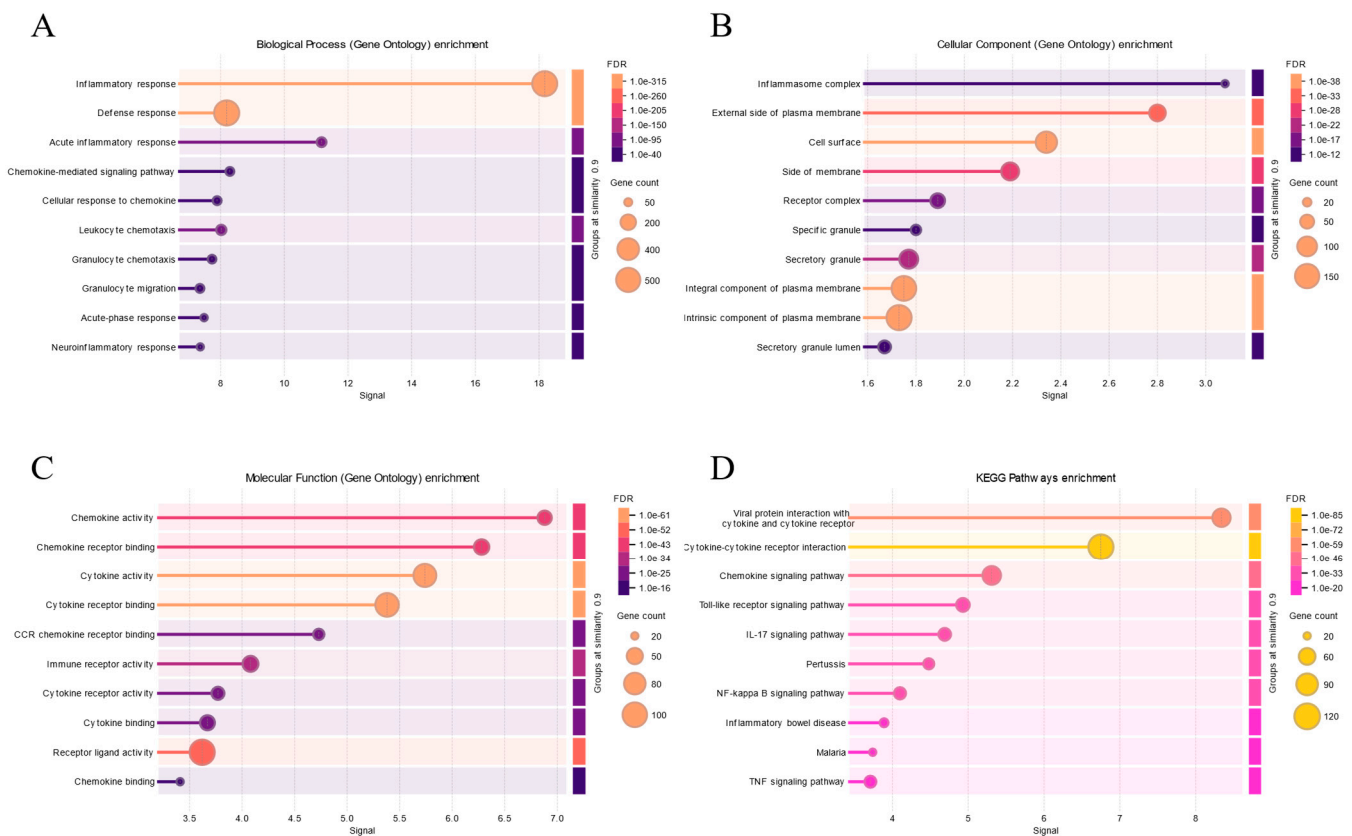 A
Biological Process (Gene Ontology) enrichment
Inflammatory response
Defense response
Acute inflammatory response
Chemokine-mediated signaling pathway
Cellular response to chemokine
Leukocyte chemotaxis
Granulocyte chemotaxis
Granulocyte migration
Acute-phase response
Neuroinflammatory response
8 10 12 14 16 18
Signal
Groups at similarity 0.9
FDR
1.0e-315
1.0e-260
1.0e-205
1.0e-150
1.0e-95
1.0e-40
Gene count
50
200
400
500
B
Cellular Component (Gene Ontology) enrichment
Inflammasome complex
External side of plasma membrane
Cell surface
Side of membrane
Receptor complex
Specific granule
Secretory granule
Integral component of plasma membrane
Intrinsic component of plasma membrane
Secretory granule lumen
1.6 1.8 2.0 2.2 2.4 2.6 2.8 3.0
Signal
Groups at similarity 0.9
FDR
1.0e-38
1.0e-33
1.0e-28
1.0e-22
1.0e-17
1.0e-12
Gene count
20
50
100
150
C
Molecular Function (Gene Ontology) enrichment
Chemokine activity
Chemokine receptor binding
Cytokine activity
Cytokine receptor binding
CCR chemokine receptor binding
Immune receptor activity
Cytokine receptor activity
Cytokine binding
Receptor ligand activity
Chemokine binding
3.5 4.0 4.5 5.0 5.5 6.0 6.5 7.0
Signal
Groups at similarity 0.9
FDR
1.0e-61
1.0e-52
1.0e-43
1.0e 34
1.0e-25
1.0e-16
Gene count
20
50
80
100
D
KEGG Pathways enrichment
Viral protein interaction with
cytokine and cytokine receptor
Cytokine-cytokine receptor interaction
Chemokine signaling pathway
Toll-like receptor signaling pathway
IL-17 signaling pathway
Pertussis
NF-kappa B signaling pathway
Inflammatory bowel disease
Malaria
TNF signaling pathway
4 5 6 7 8
Signal
Groups at similarity 0.9
FDR
1.0e-85
1.0e-72
1.0e-59
1.0e-46
1.0e-33
1.0e-20
Gene count
20
60
90
120